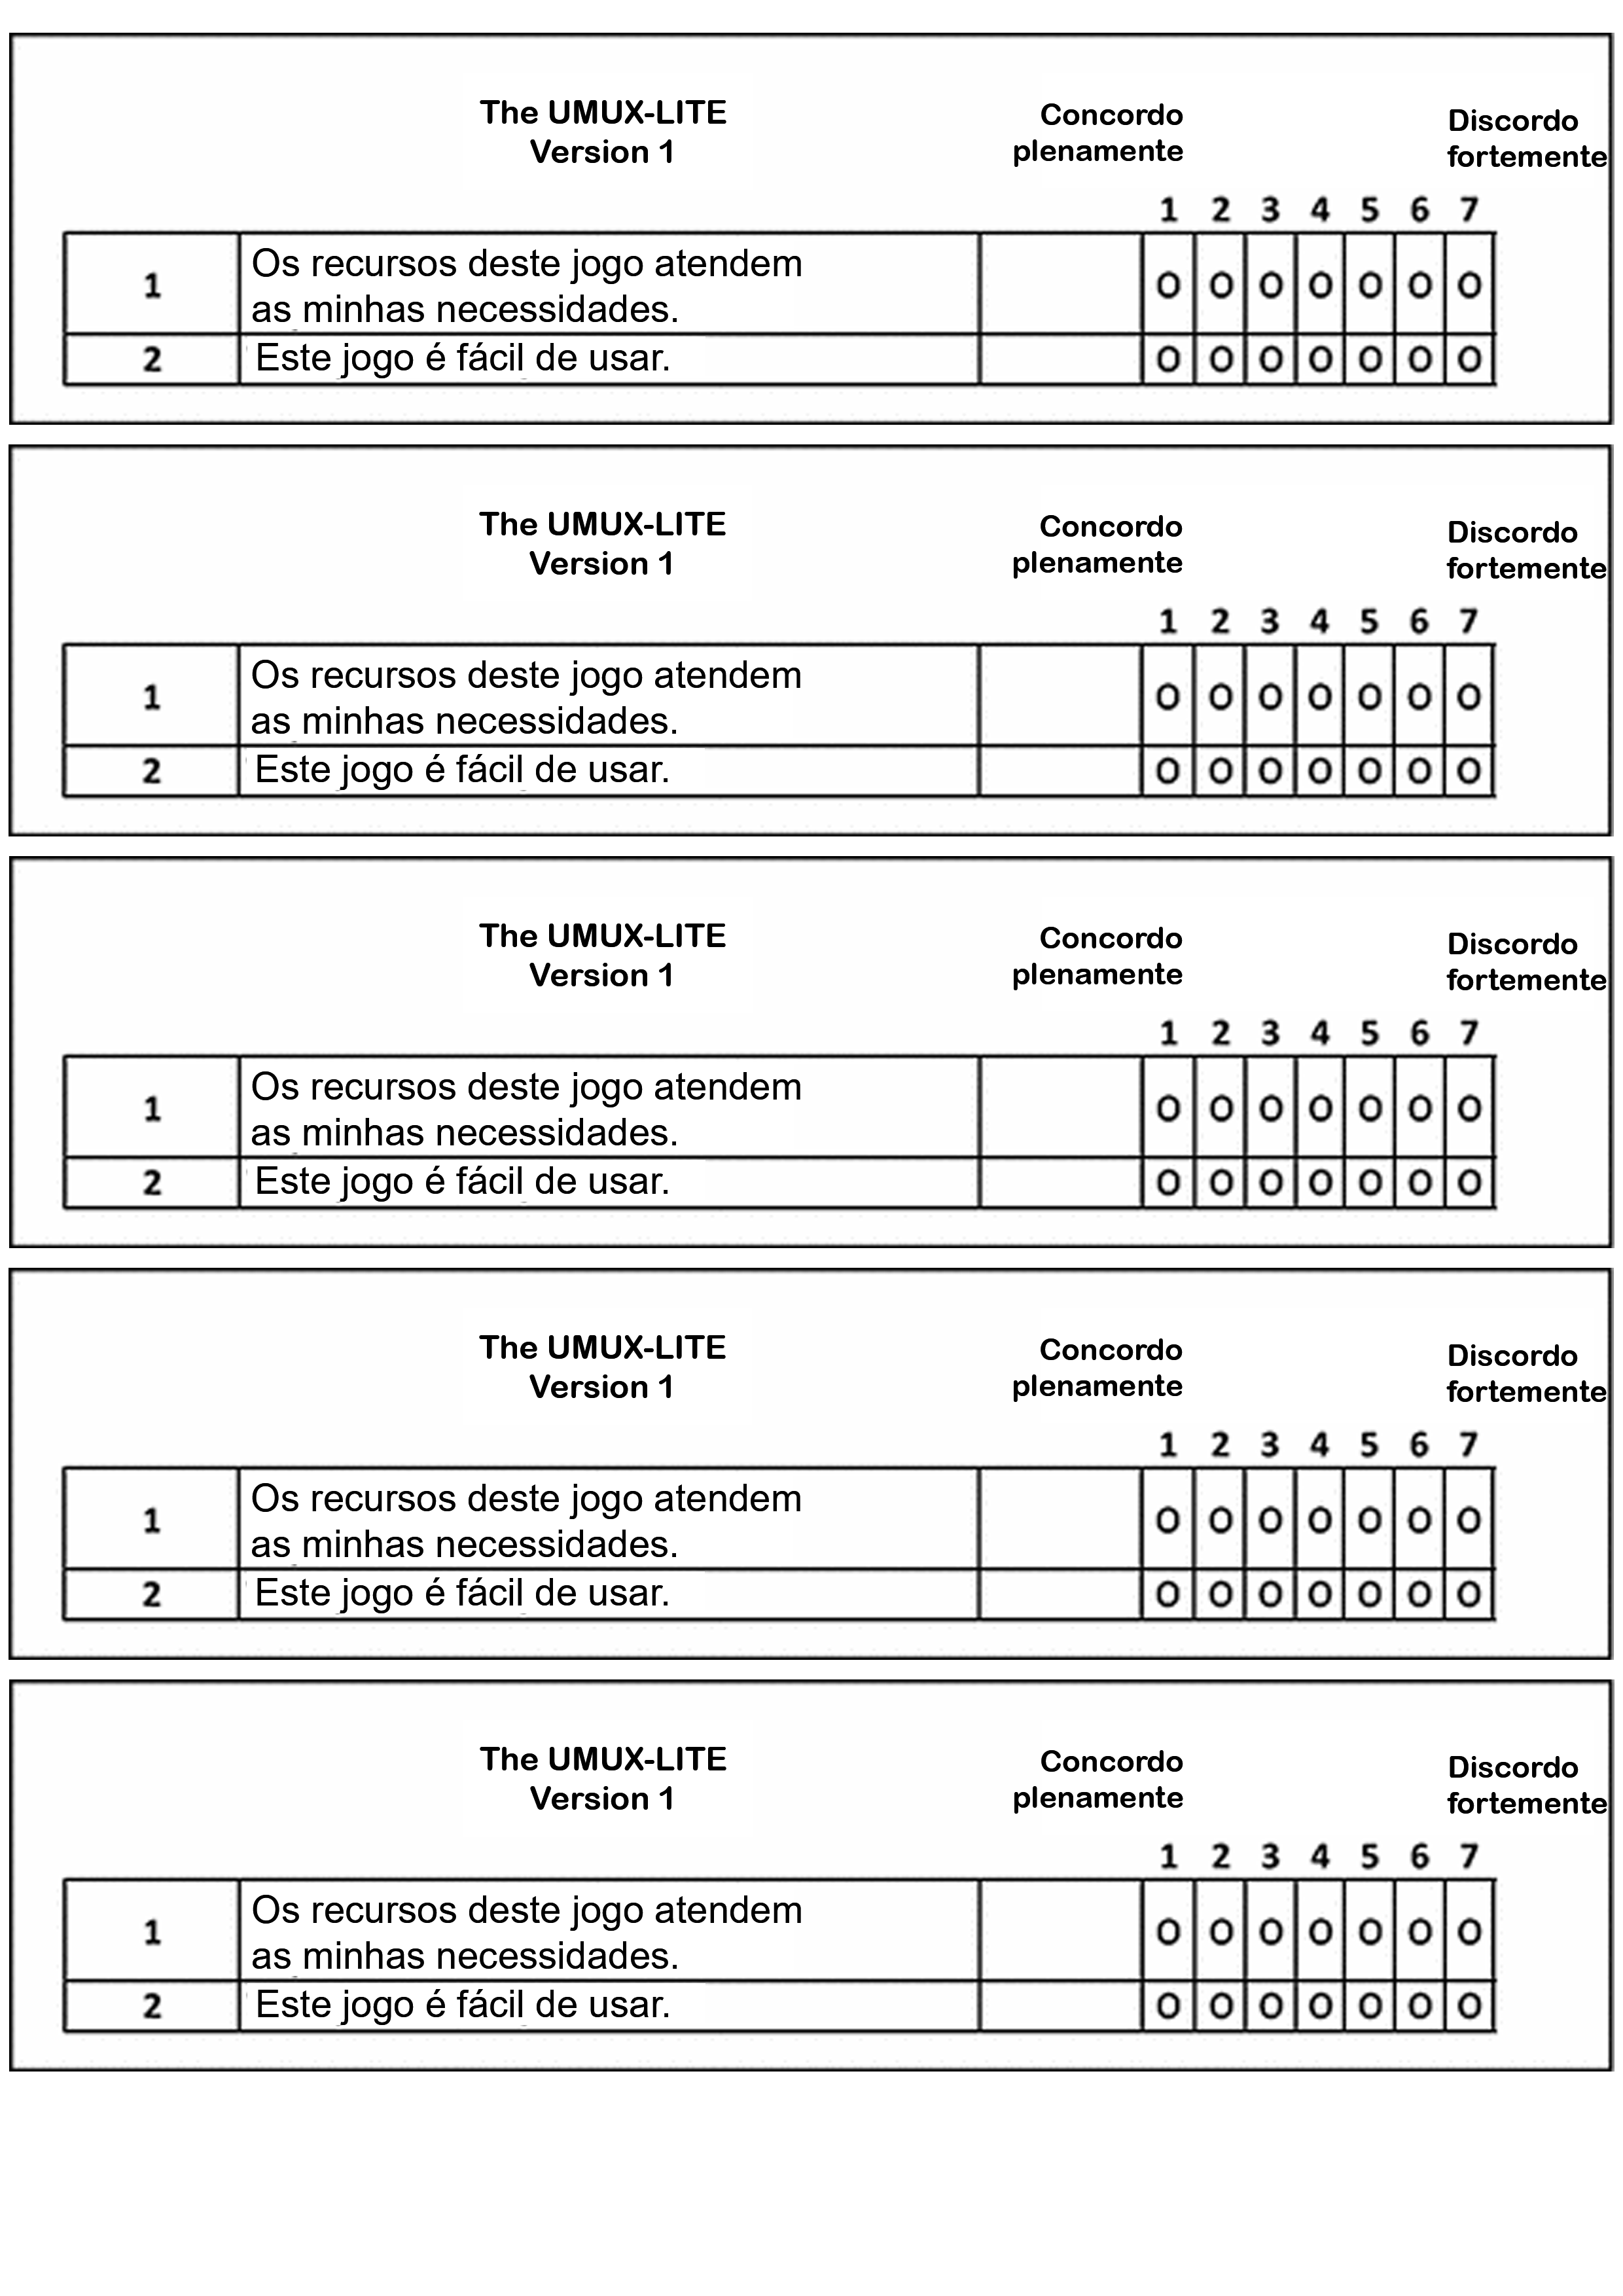 The UMUX-LITE
Version 1
Concordo
plenamente
Discordo
fortemente
1 2 3 4 5 6 7
1 Os recursos deste jogo atendem
as minhas necessidades. O O O O O O O
2 Este jogo é fácil de usar. O O O O O O O
The UMUX-LITE
Version 1
Concordo
plenamente
Discordo
fortemente
1 2 3 4 5 6 7
1 Os recursos deste jogo atendem
as minhas necessidades. O O O O O O O
2 Este jogo é fácil de usar. O O O O O O O
The UMUX-LITE
Version 1
Concordo
plenamente
Discordo
fortemente
1 2 3 4 5 6 7
1 Os recursos deste jogo atendem
as minhas necessidades. O O O O O O O
2 Este jogo é fácil de usar. O O O O O O O
The UMUX-LITE
Version 1
Concordo
plenamente
Discordo
fortemente
1 2 3 4 5 6 7
1 Os recursos deste jogo atendem
as minhas necessidades. O O O O O O O
2 Este jogo é fácil de usar. O O O O O O O
The UMUX-LITE
Version 1
Concordo
plenamente
Discordo
fortemente
1 2 3 4 5 6 7
1 Os recursos deste jogo atendem
as minhas necessidades. O O O O O O O
2 Este jogo é fácil de usar. O O O O O O O